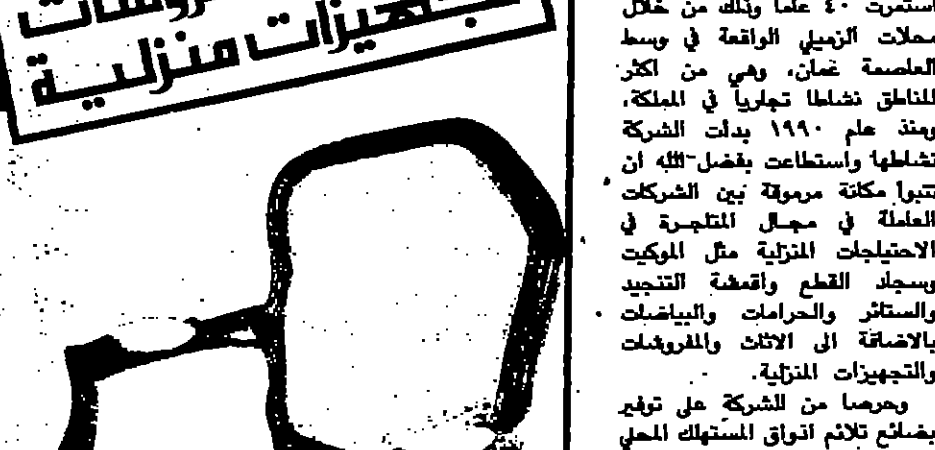 تجهيزات منزلية
استمرت ٤٠ عاما وذلك من خلال
محلات الزميلي الواقعة في وسط
العاصمة عمان، وهي من اكثر
المناطق نشاطا تجاريا في المملكة،
ومنذ عام ١٩٩٠ بدأت الشركة
نشاطها واستطاعت بفضل الله ان
تتبوأ مكانة مرموقة بين الشركات
العاملة في مجال المتاجرة في
الاحتياجات المنزلية مثل الموكيت
وسجاد القطع واقمشة التنجيد
والستائر والحرامات والبياضات
بالاضافة الى الاثاث والمفروشات
والتجهيزات المنزلية.
وحرصا من الشركة على توفير
بضائع تلائم اذواق المستهلك المحلي